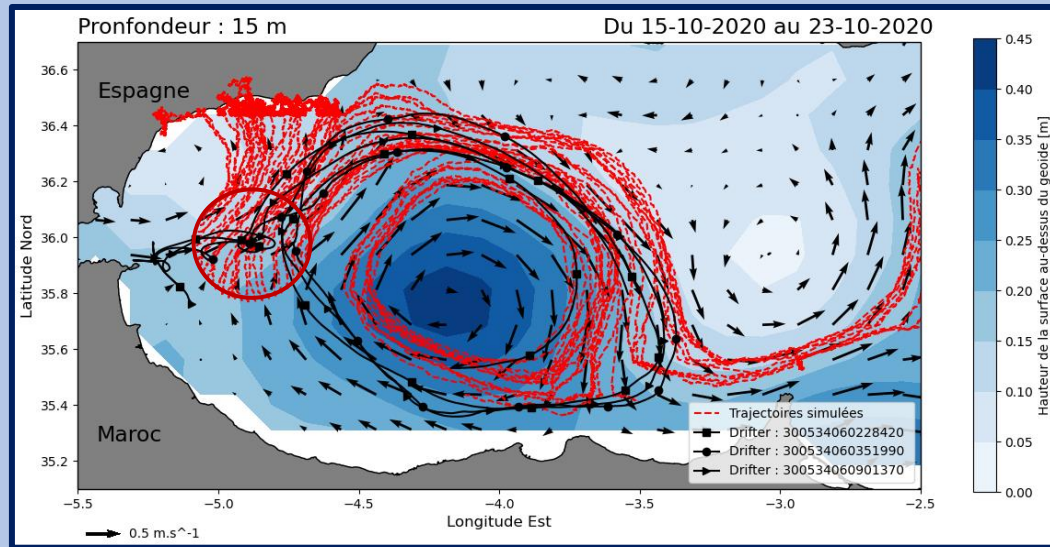 Pronfondeur : 15 m
Du 15-10-2020 au 23-10-2020
Espagne
Maroc
Latitude Nord
36.6
36.4
36.2
36.0
35.8
35.6
35.4
35.2
−5.5
−5.0
−4.5
−4.0
−3.5
−3.0
−2.5
Longitude Est
0.5 m.s^-1
Trajectoires simulées
Drifter : 300534060228420
Drifter : 300534060351990
Drifter : 300534060901370
0.45
0.40
0.35
0.30
0.25
0.20
0.15
0.10
0.05
0.00
Hauteur de la surface au-dessus du geoide [m]